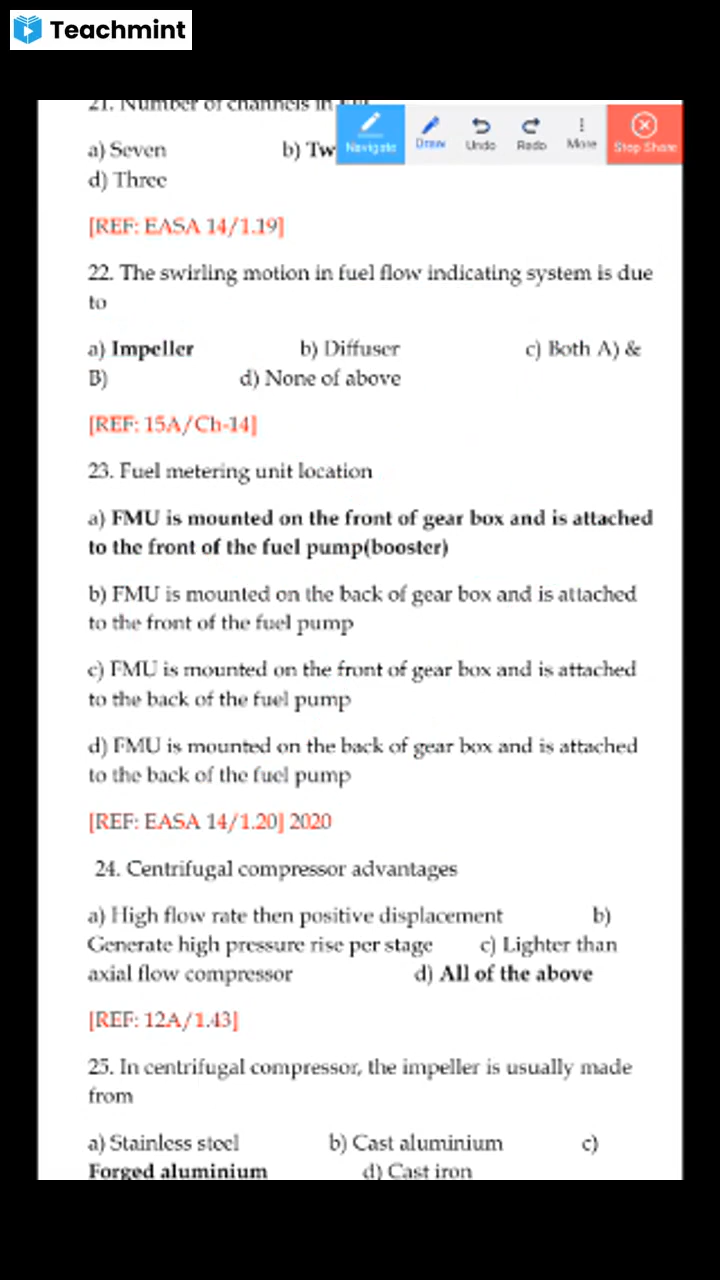 Teachmint
21. Number of channels in
Navigate Draw Undo Redo More Stop Share
a) Seven b) Tw
d) Three
[REF: EASA 14/1.19]
22. The swirling motion in fuel flow indicating system is due
to
a) Impeller b) Diffuser c) Both A) &
B) d) None of above
[REF: 15A/Ch-14]
23. Fuel metering unit location
a) FMU is mounted on the front of gear box and is attached
to the front of the fuel pump(booster)
b) FMU is mounted on the back of gear box and is attached
to the front of the fuel pump
c) FMU is mounted on the front of gear box and is attached
to the back of the fuel pump
d) FMU is mounted on the back of gear box and is attached
to the back of the fuel pump
[REF: EASA 14/1.20] 2020
24. Centrifugal compressor advantages
a) High flow rate then positive displacement b)
Generate high pressure rise per stage c) Lighter than
axial flow compressor d) All of the above
[REF: 12A/1.43]
25. In centrifugal compressor, the impeller is usually made
from
a) Stainless steel b) Cast aluminium c)
Forged aluminium d) Cast iron